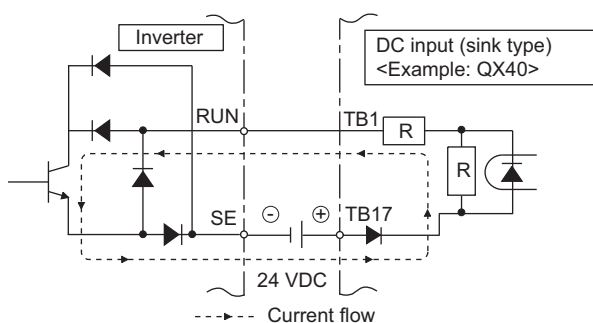 Inverter
DC input (sink type)
<Example: QX40>
RUN
TB1
R
R
SE
⊖
⊕
TB17
24 VDC
Current flow